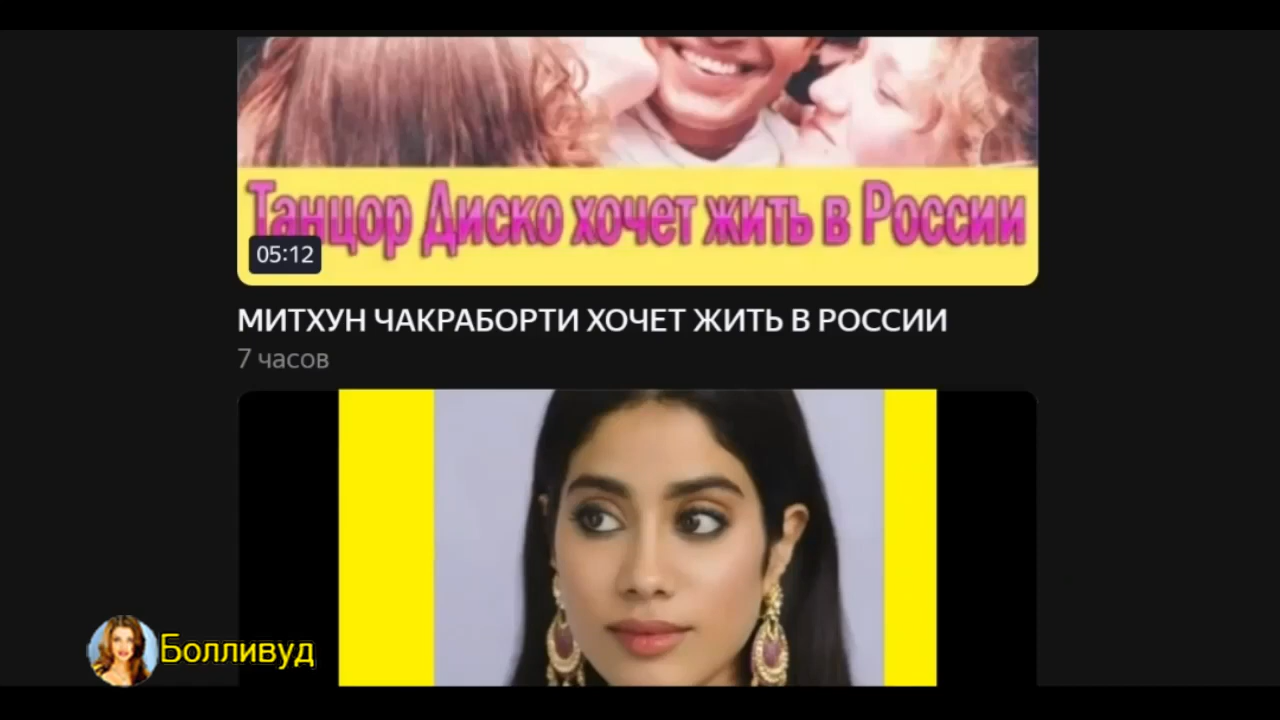 Танцор Диско хочет жить в России
05:12
МИТХУН ЧАКРАБОРТИ ХОЧЕТ ЖИТЬ В РОССИИ
7 часов
Болливуд